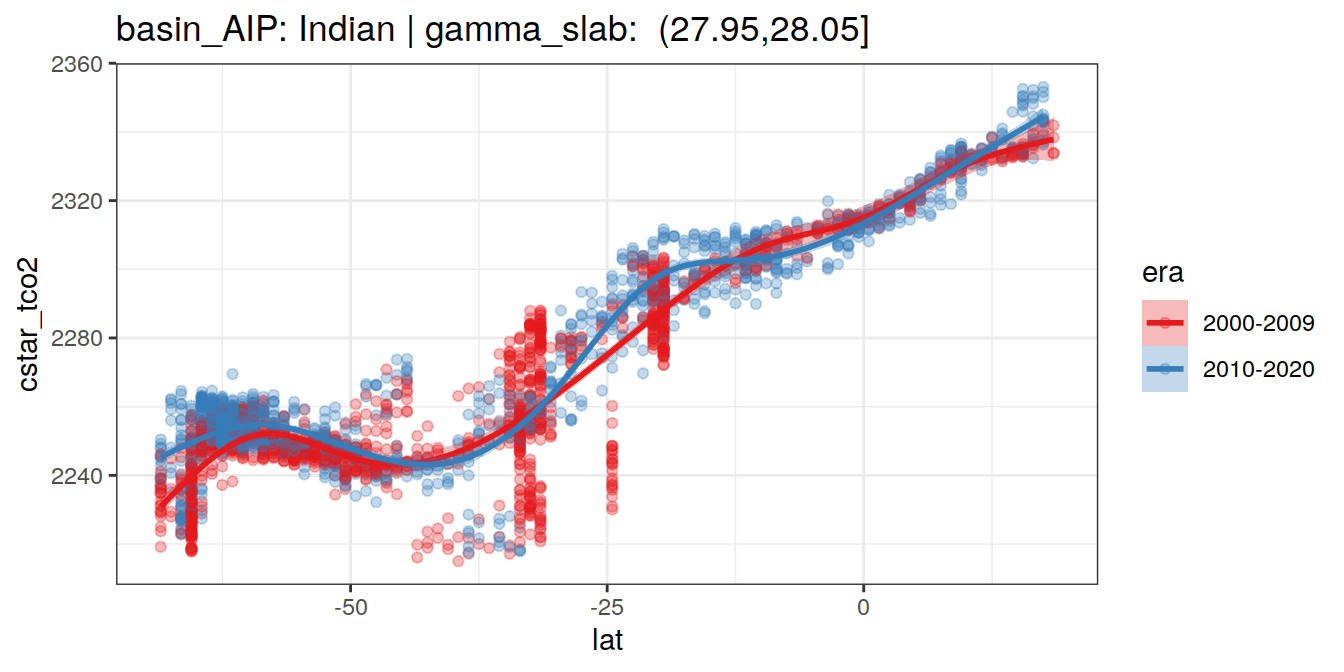 basin_AIP: Indian | gamma_slab:  (27.95,28.05]
2360
2320
2280
2240
cstar_tco2
-50
-25
0
lat
era
2000-2009
2010-2020